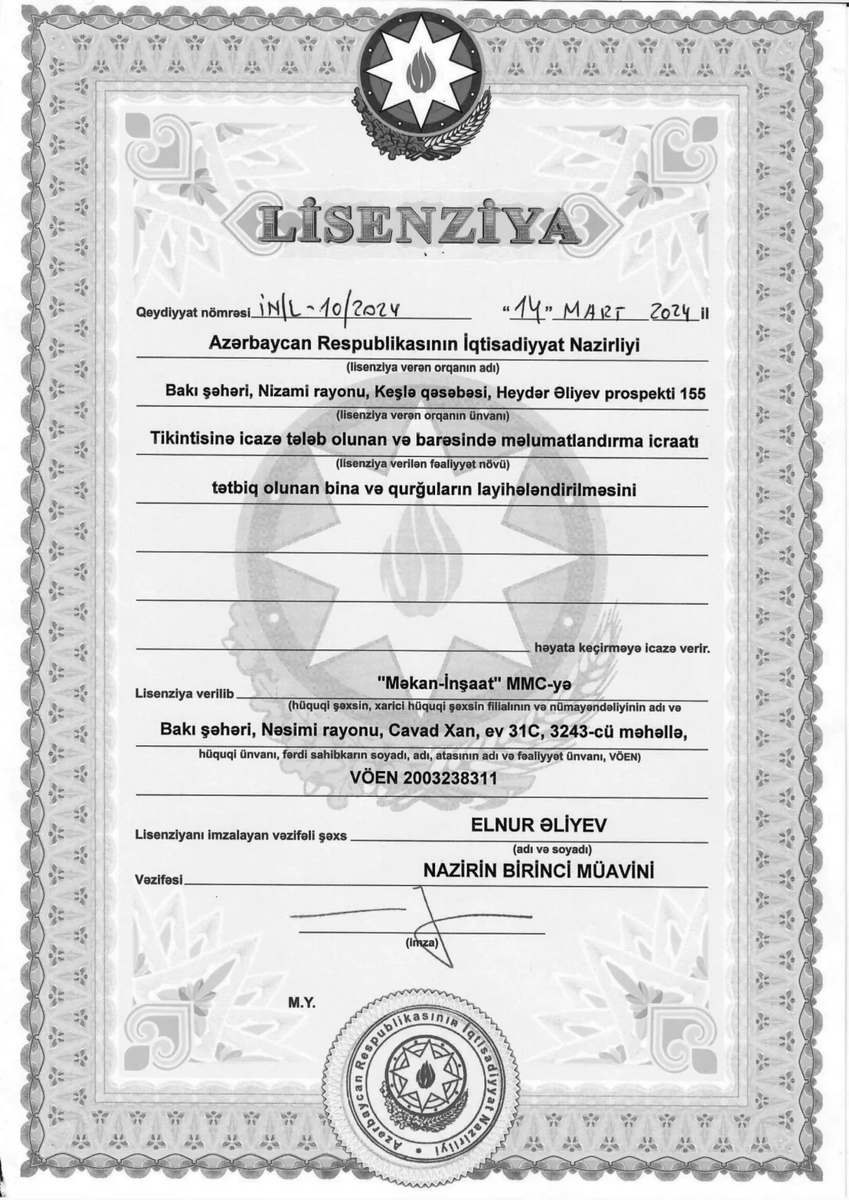 LİSENZİYA
Qeydiyyat nömrəsi İN/L-10/2024 "14" MART 2024 il
Azərbaycan Respublikasının İqtisadiyyat Nazirliyi
(lisenziya verən orqanın adı)
Bakı şəhəri, Nizami rayonu, Keşlə qəsəbəsi, Heydər Əliyev prospekti 155
(lisenziya verən orqanın ünvanı)
Tikintisinə icazə tələb olunan və barəsində məlumatlandırma icraatı
(lisenziya verilən fəaliyyət növü)
tətbiq olunan bina və qurğuların layihələndirilməsini
həyata keçirməyə icazə verir.
Lisenziya verilib "Məkan-İnşaat" MMC-yə
(hüquqi şəxsin, xarici hüquqi şəxsin filialının və nümayəndəliyinin adı və
Bakı şəhəri, Nəsimi rayonu, Cavad Xan, ev 31C, 3243-cü məhəllə,
hüquqi ünvanı, fərdi sahibkarın soyadı, adı, atasının adı və fəaliyyət ünvanı, VÖEN)
VÖEN 2003238311
Lisenziyanı imzalayan vəzifəli şəxs ELNUR ƏLİYEV
(adı və soyadı)
Vəzifəsi NAZİRİN BİRİNCİ MÜAVİNİ
(imza)
M.Y.
Azərbaycan Respublikasının İqtisadiyyat Nazirliyi